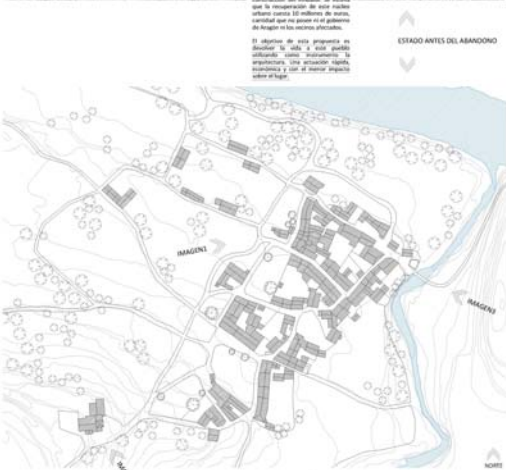 que la recuperación de este núcleo
urbano cuesta 10 millones de euros,
cantidad que no posee ni el gobierno
de Aragón ni los vecinos afectados.
El objetivo de esta propuesta es
devolver la vida a este pueblo
utilizando como instrumento la
arquitectura. Una actuación rápida,
económica y con el menor impacto
sobre el lugar.
ESTADO ANTES DEL ABANDONO
IMAGEN1
IMAGEN3
NORTE